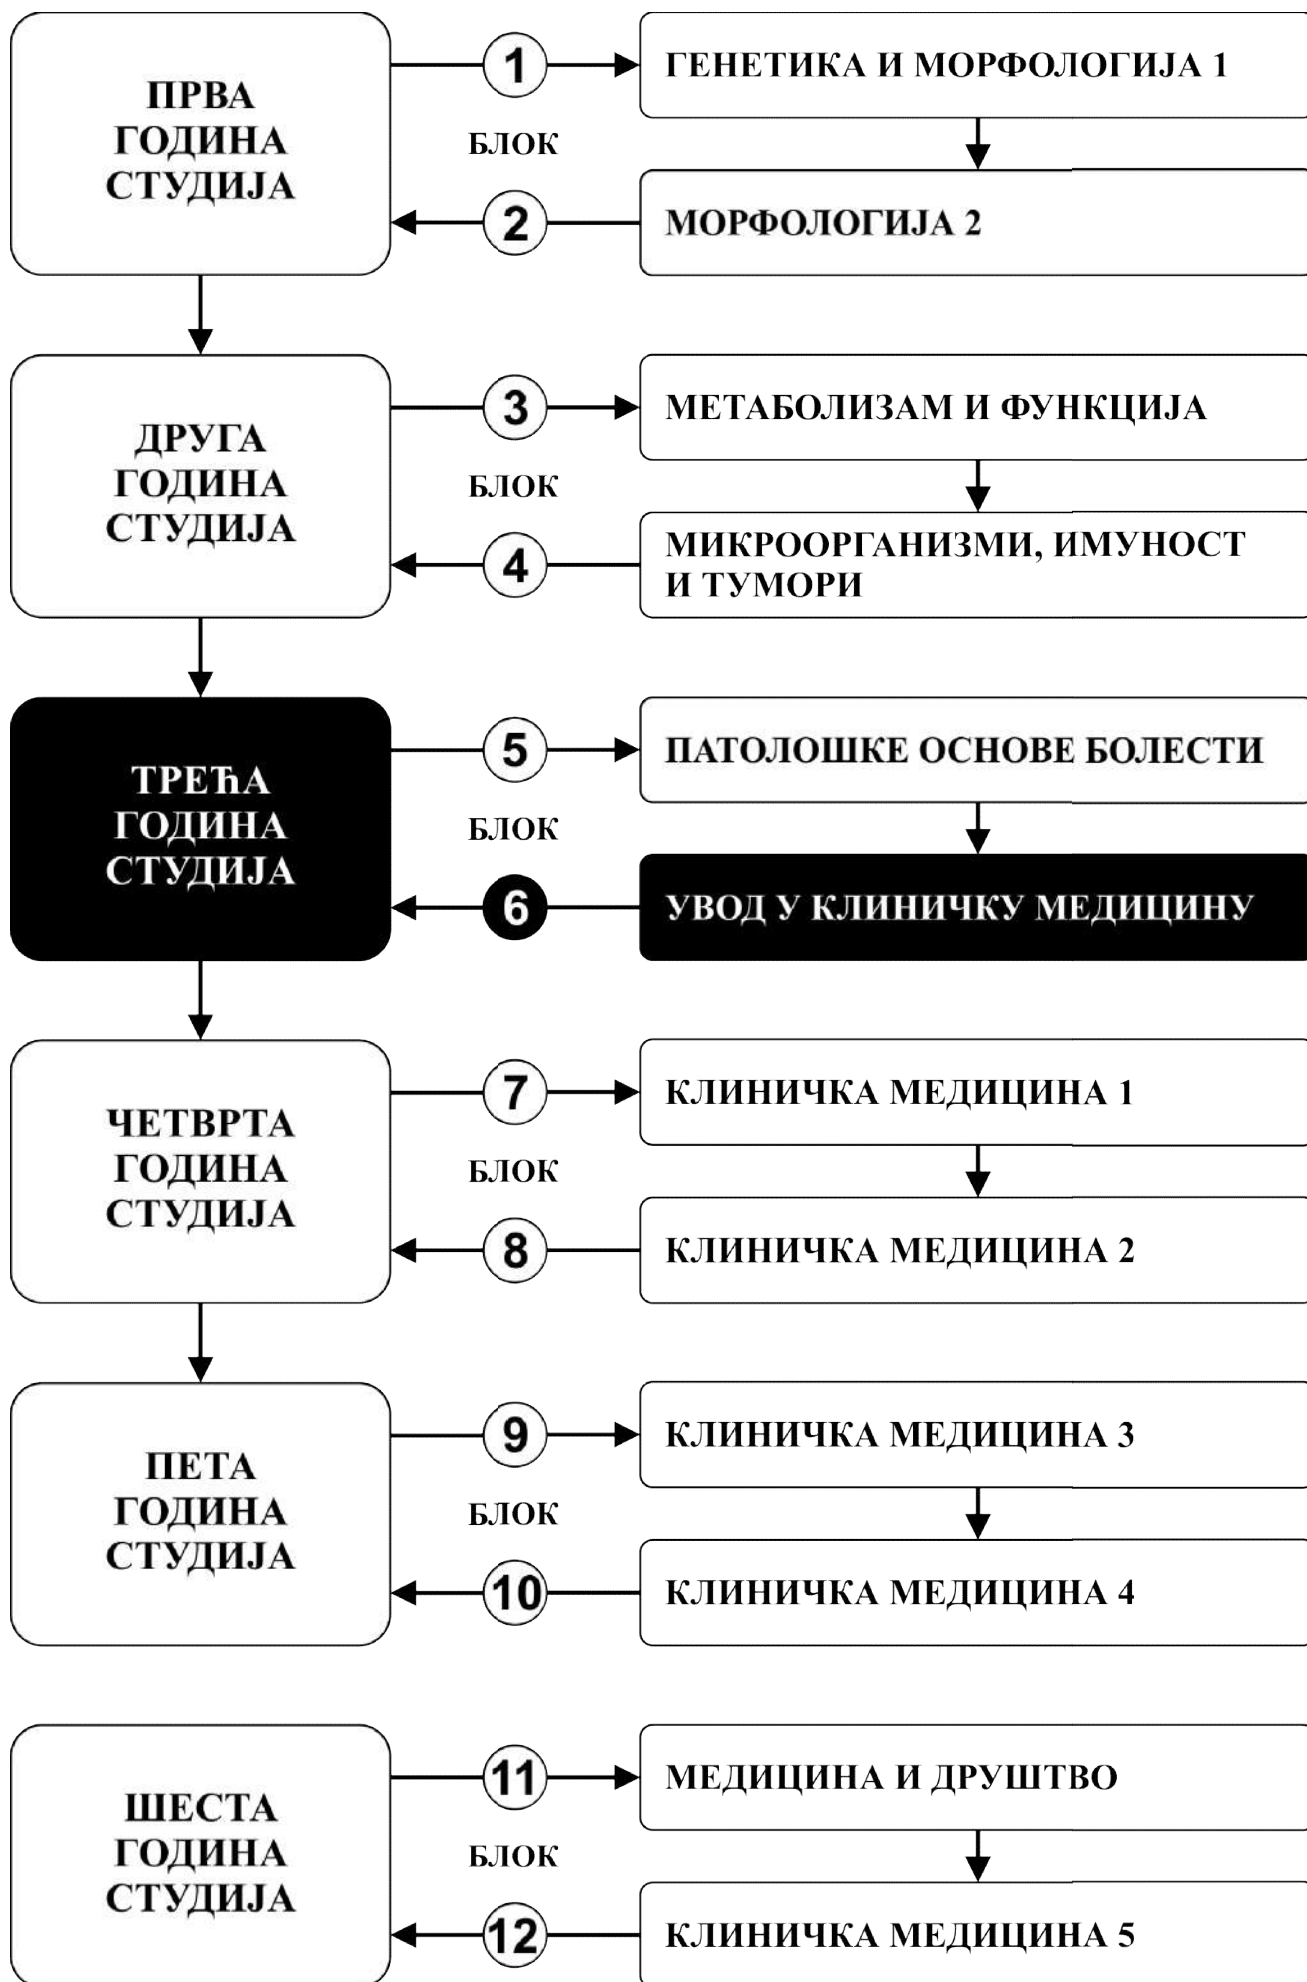 ПРВА
ГОДИНА
СТУДИЈА
1
БЛОК
2
ГЕНЕТИКА И МОРФОЛОГИЈА 1
МОРФОЛОГИЈА 2
ДРУГА
ГОДИНА
СТУДИЈА
3
БЛОК
4
МЕТАБОЛИЗАМ И ФУНКЦИЈА
МИКРООРГАНИЗМИ, ИМУНОСТ
И ТУМОРИ
ТРЕЋА
ГОДИНА
СТУДИЈА
5
БЛОК
6
ПАТОЛОШКЕ ОСНОВЕ БОЛЕСТИ
УВОД У КЛИНИЧКУ МЕДИЦИНУ
ЧЕТВРТА
ГОДИНА
СТУДИЈА
7
БЛОК
8
КЛИНИЧКА МЕДИЦИНА 1
КЛИНИЧКА МЕДИЦИНА 2
ПЕТА
ГОДИНА
СТУДИЈА
9
БЛОК
10
КЛИНИЧКА МЕДИЦИНА 3
КЛИНИЧКА МЕДИЦИНА 4
ШЕСТА
ГОДИНА
СТУДИЈА
11
БЛОК
12
МЕДИЦИНА И ДРУШТВО
КЛИНИЧКА МЕДИЦИНА 5